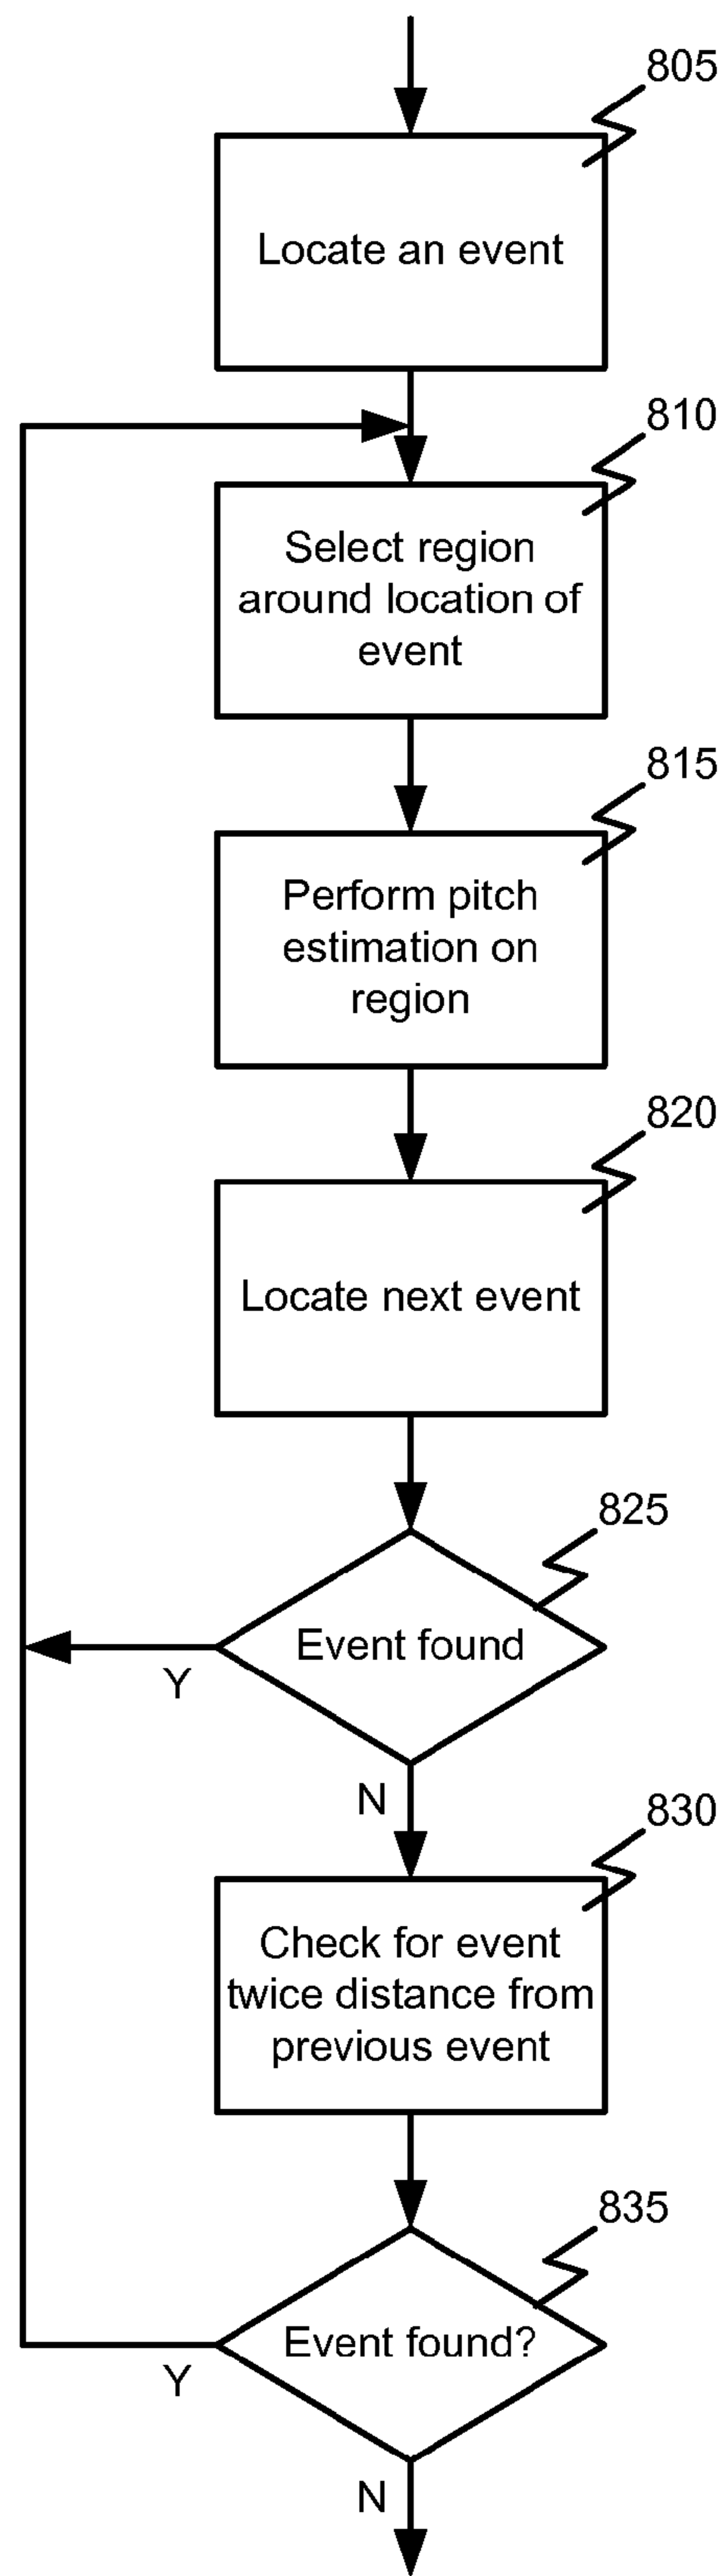 805
Locate an event
810
Select region
around location of
event
815
Perform pitch
estimation on
region
820
Locate next event
825
Event found
Y
N
830
Check for event
twice distance from
previous event
835
Event found?
Y
N